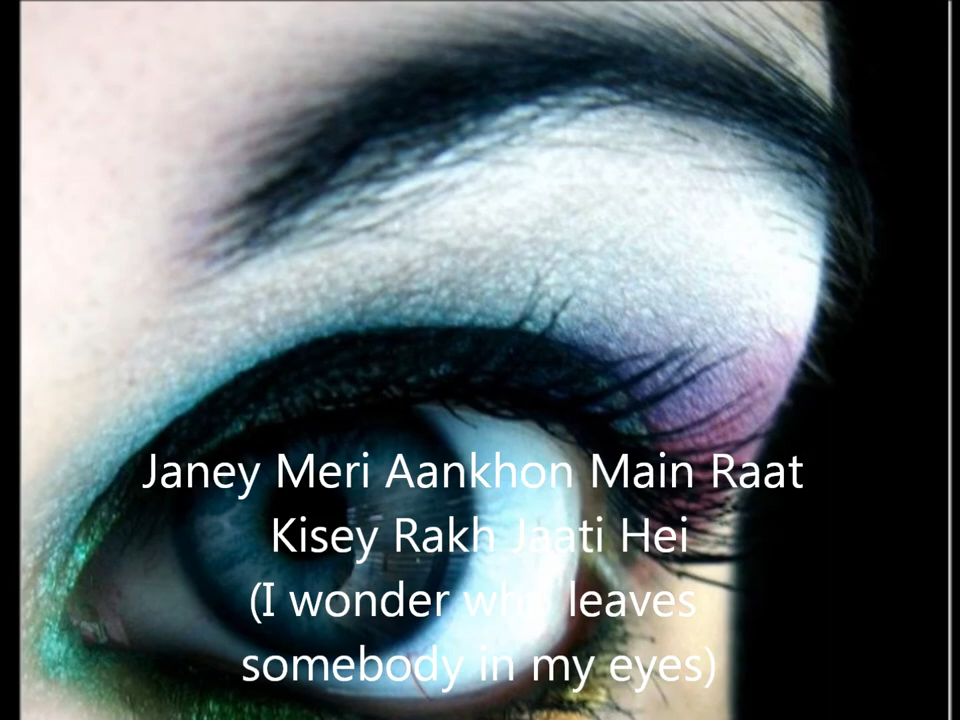 Janey Meri Aankhon Main Raat
Kisey Rakh Jaati Hei
(I wonder who leaves
somebody in my eyes)